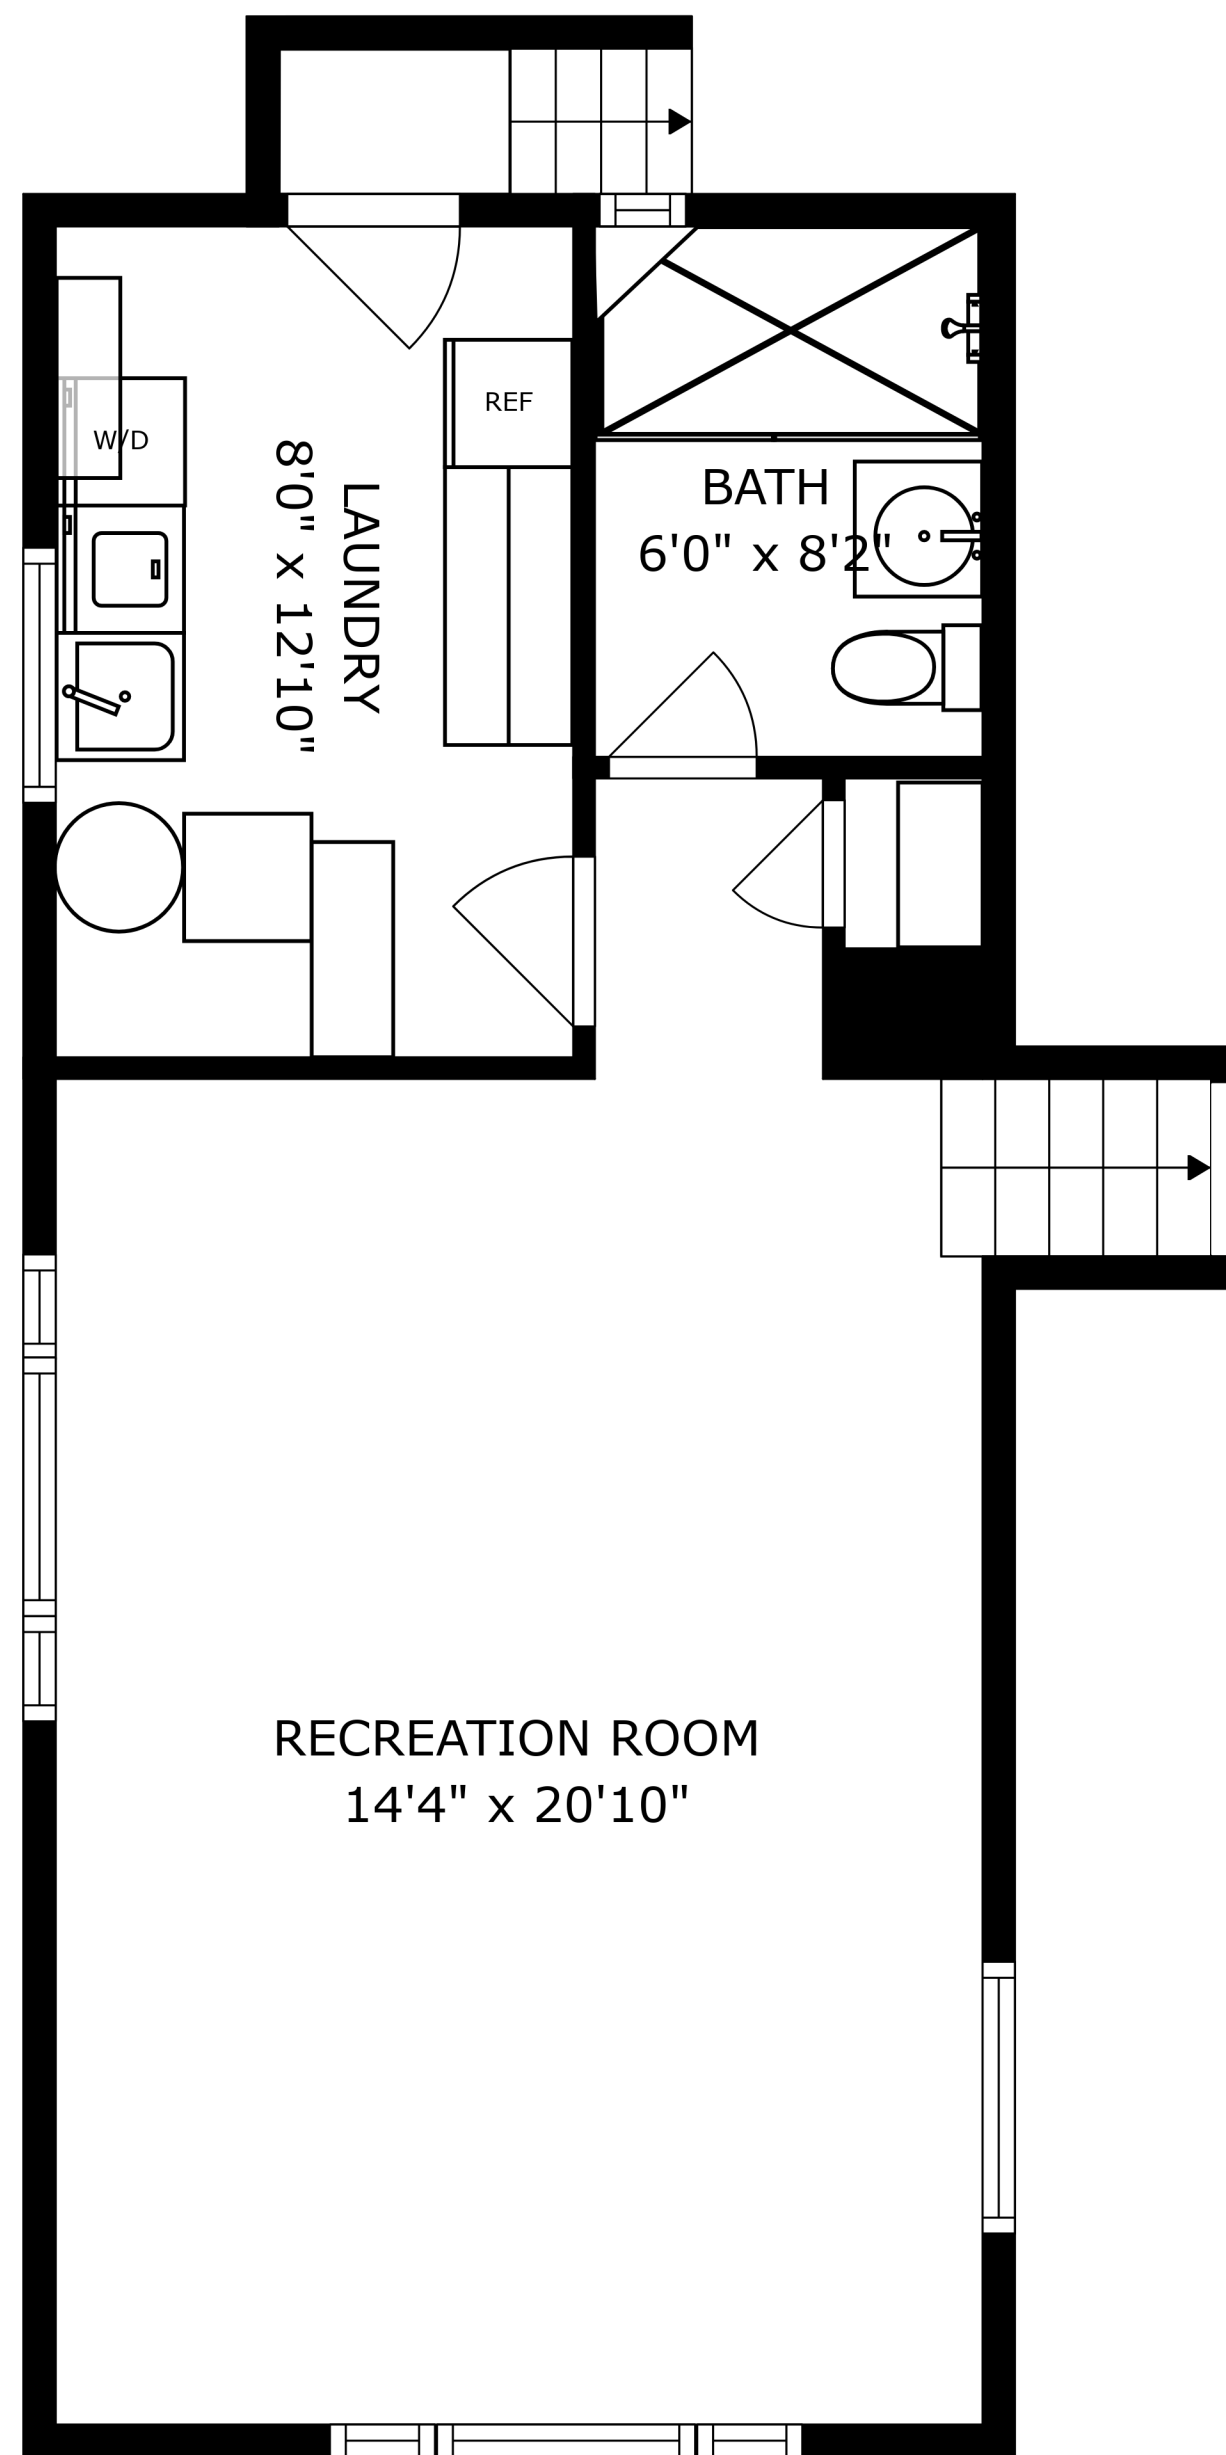 W/D
REF
LAUNDRY
8'0" x 12'10"
BATH
6'0" x 8'2"
RECREATION ROOM
14'4" x 20'10"